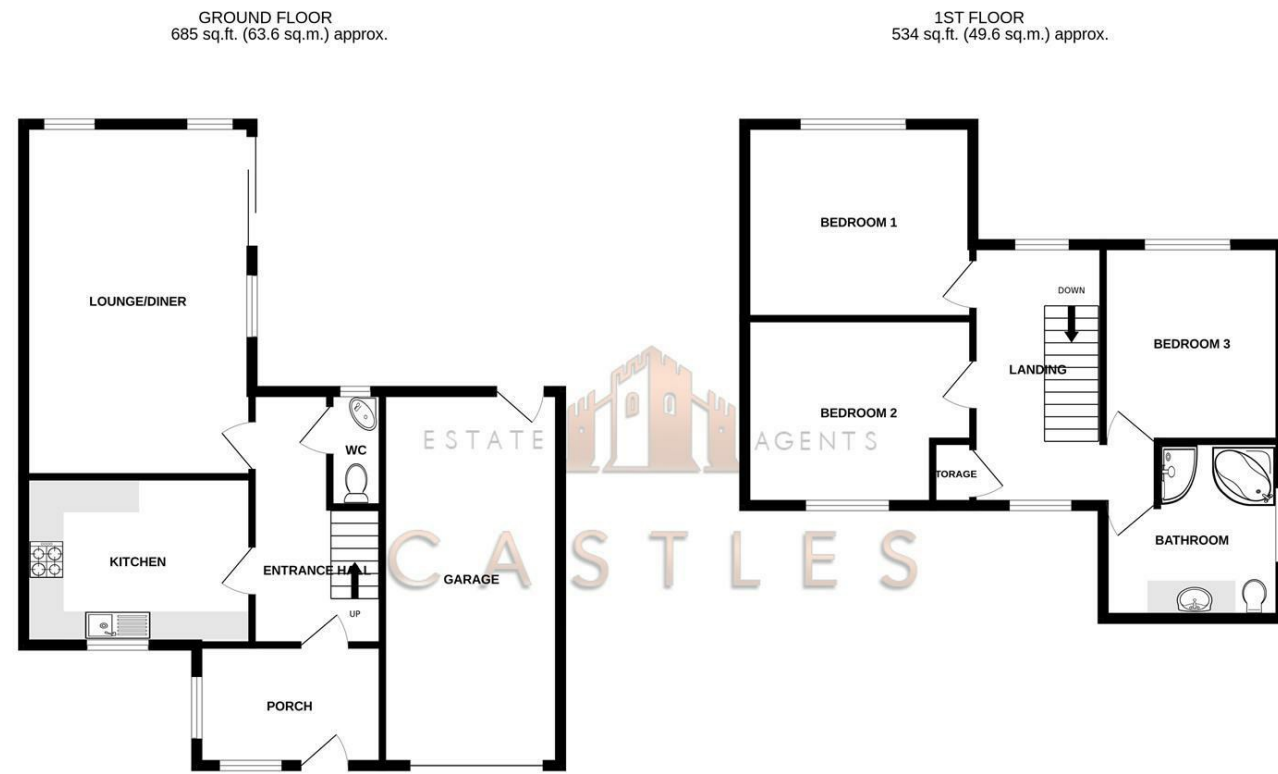 GROUND FLOOR
685 sq.ft. (63.6 sq.m.) approx.
1ST FLOOR
534 sq.ft. (49.6 sq.m.) approx.
LOUNGE/DINER
KITCHEN
WC
ENTRANCE HALL
UP
PORCH
GARAGE
BEDROOM 1
BEDROOM 2
BEDROOM 3
DOWN
LANDING
TORAGE
BATHROOM
ESTATE AGENTS
CASTLES